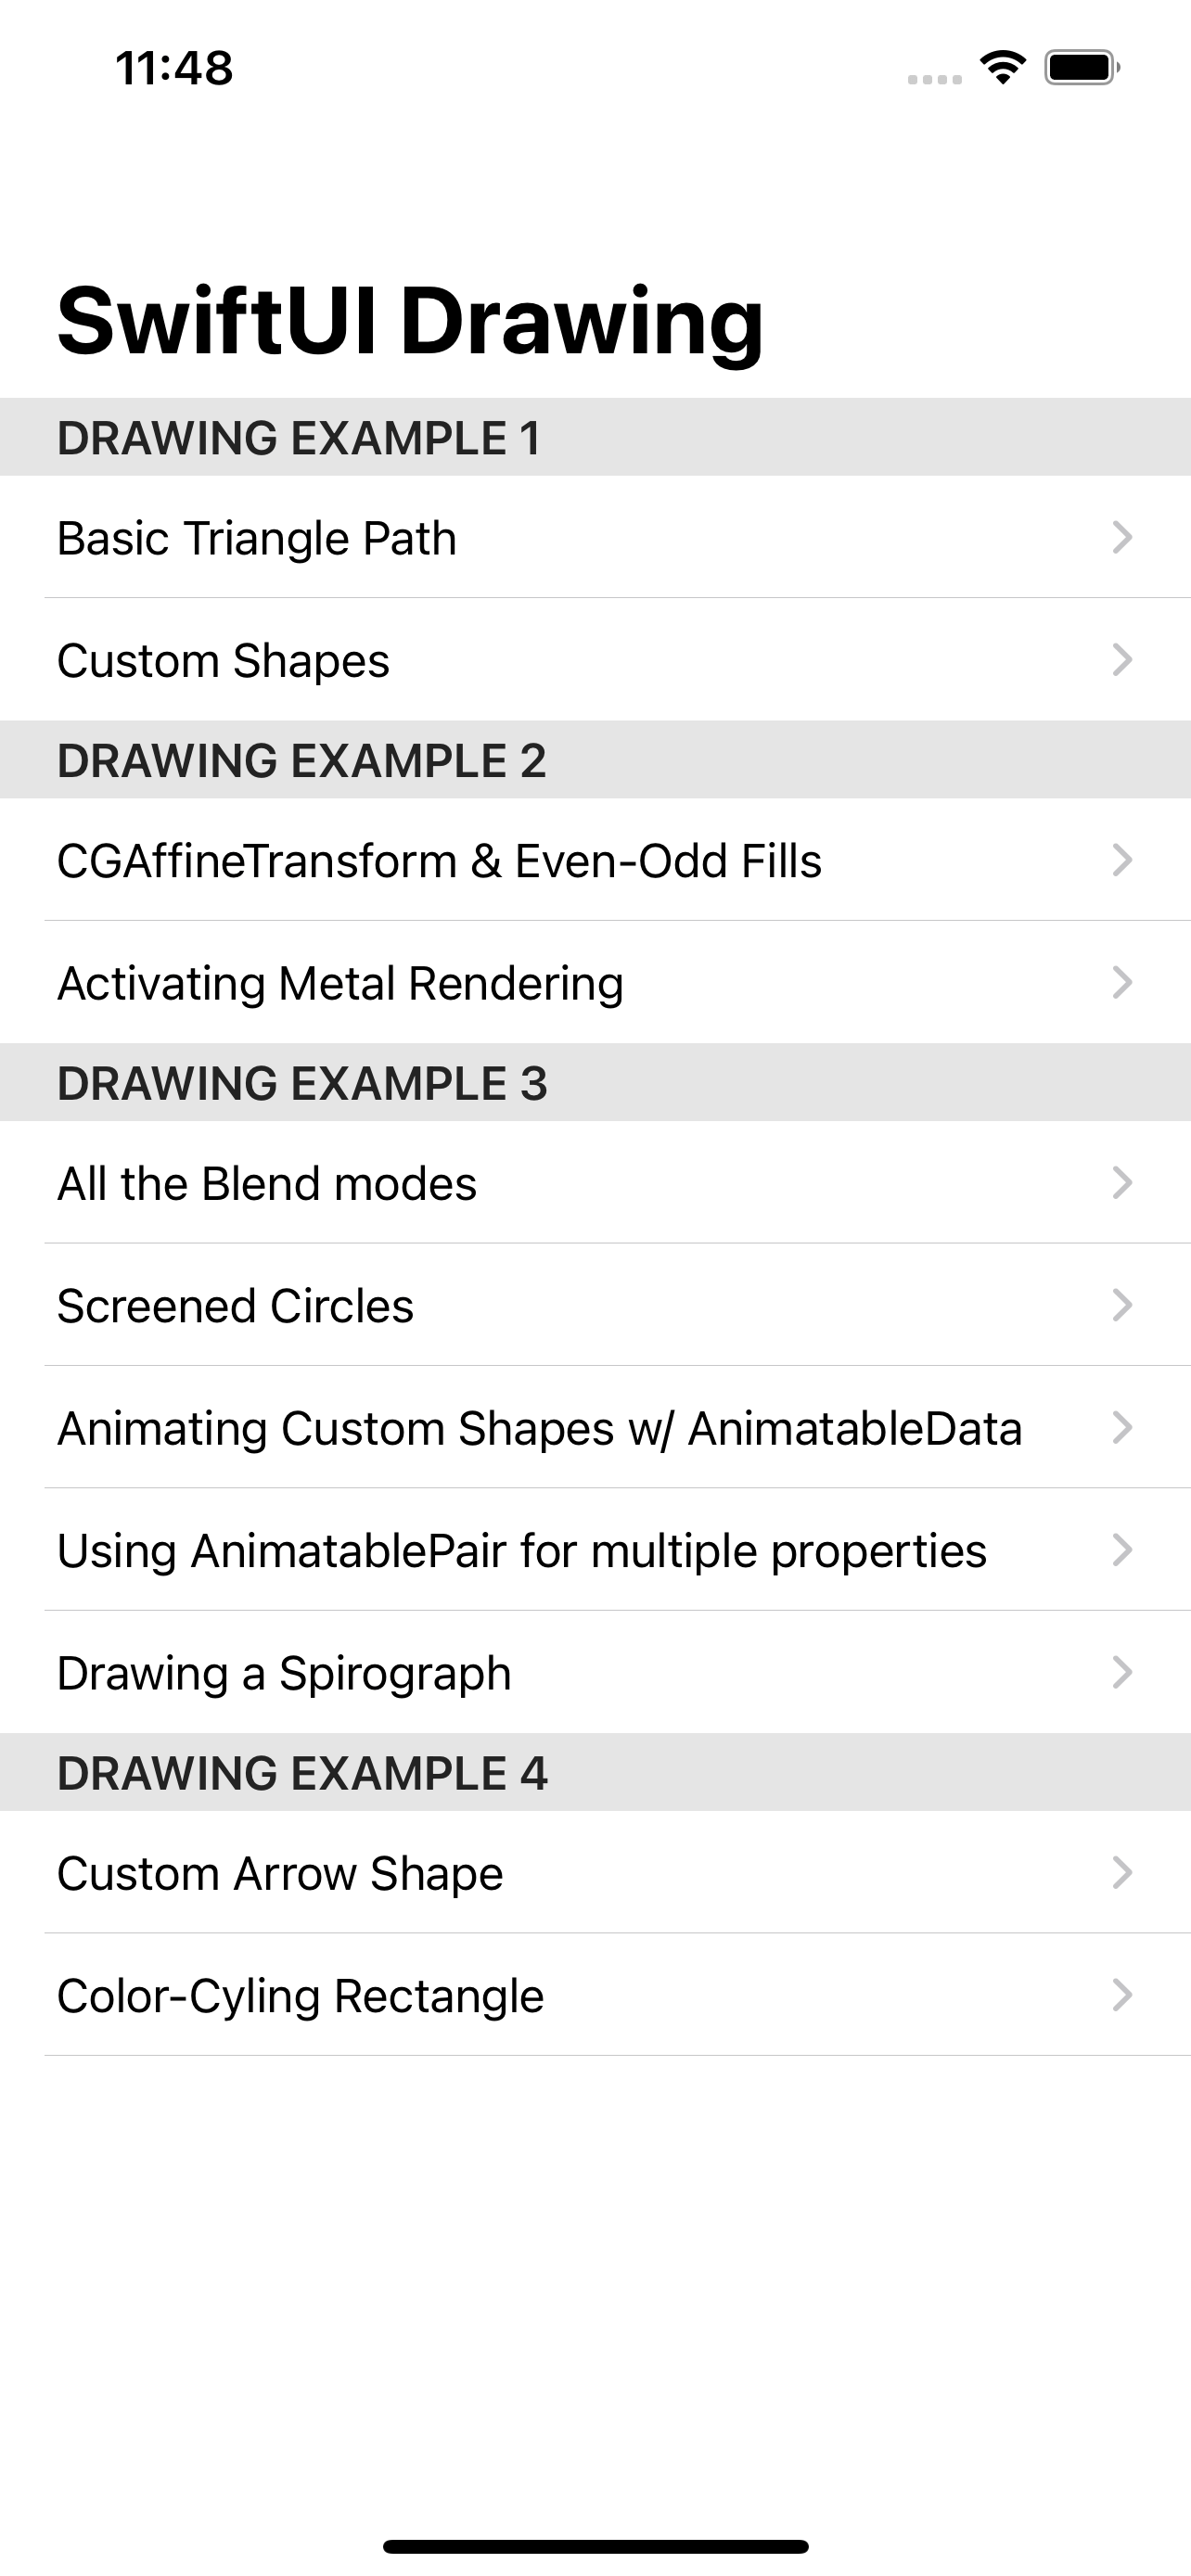 11:48
SwiftUI Drawing
DRAWING EXAMPLE 1
Basic Triangle Path
Custom Shapes
DRAWING EXAMPLE 2
CGAffineTransform & Even-Odd Fills
Activating Metal Rendering
DRAWING EXAMPLE 3
All the Blend modes
Screened Circles
Animating Custom Shapes w/ AnimatableData
Using AnimatablePair for multiple properties
Drawing a Spirograph
DRAWING EXAMPLE 4
Custom Arrow Shape
Color-Cyling Rectangle